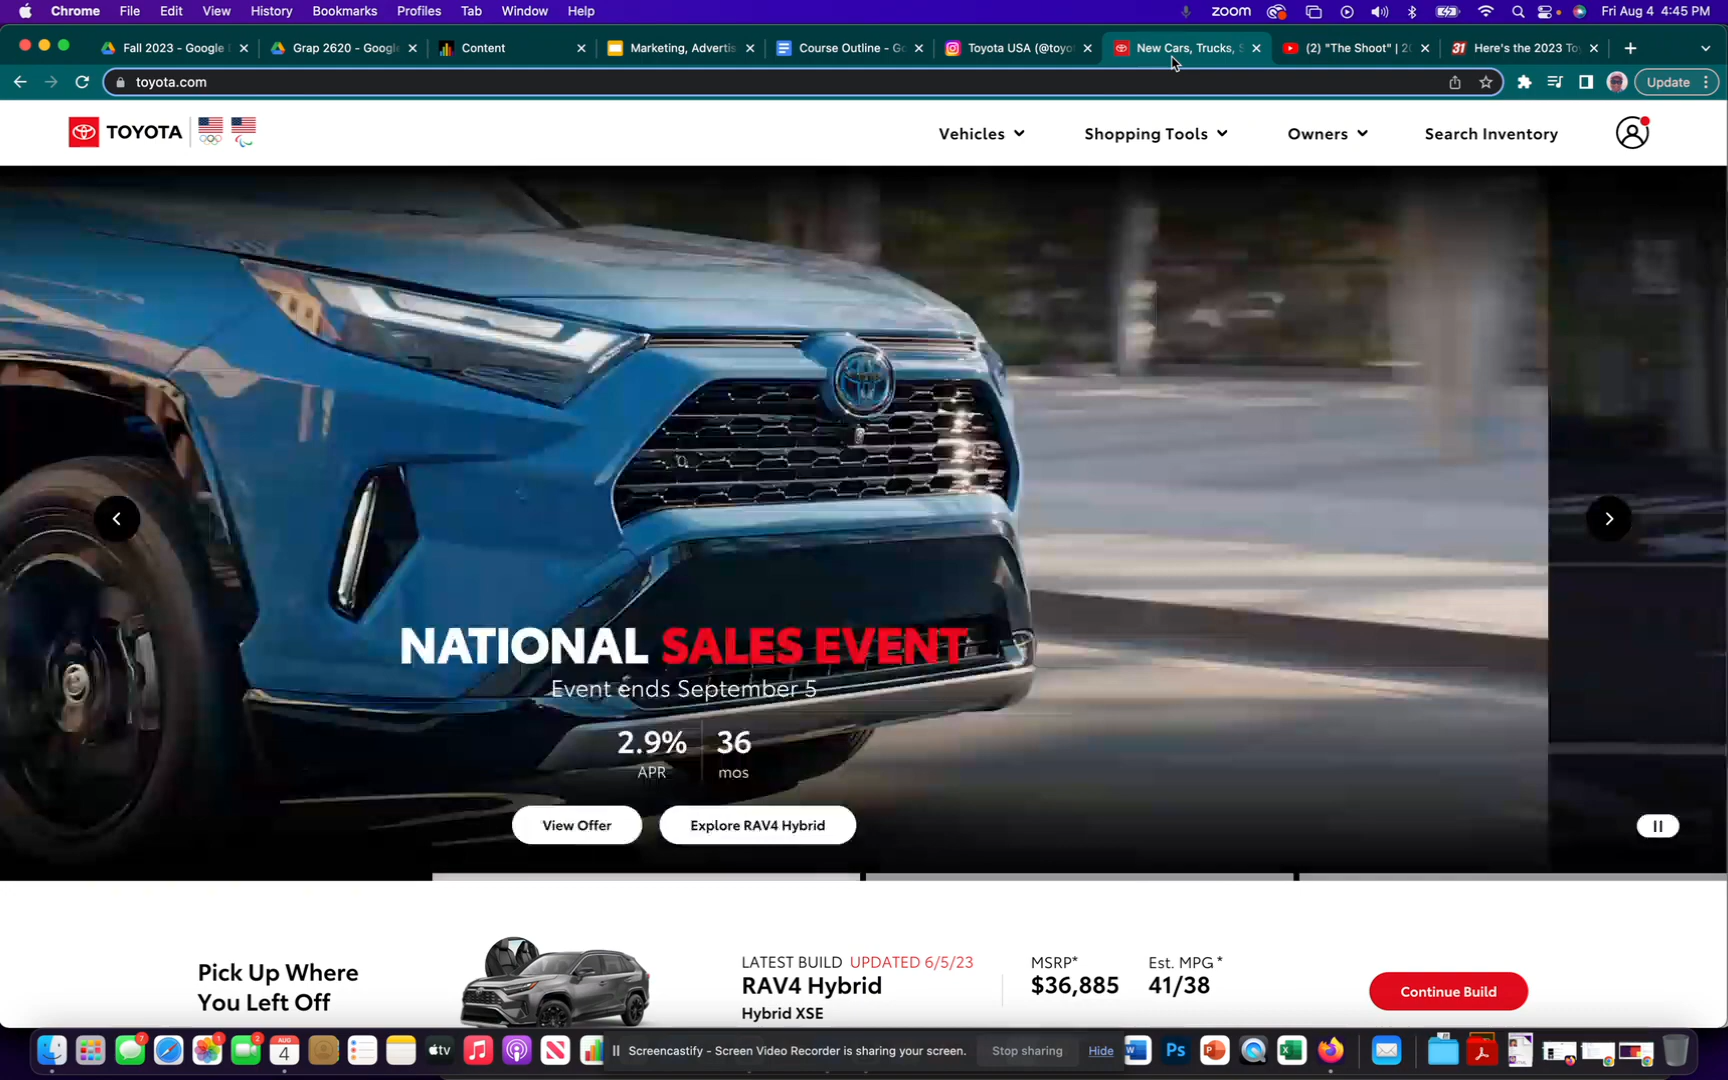 Chrome File Edit View History Bookmarks Profiles Tab Window Help zoom Fri Aug 4 4:45 PM
Fall 2023 - Google Grap 2620 - Google Content Marketing, Advertis Course Outline - G Toyota USA (@toyo New Cars, Trucks, S (2) "The Shoot" | 20 Here's the 2023 To
toyota.com Update
TOYOTA Vehicles Shopping Tools Owners Search Inventory
NATIONAL SALES EVENT
Event ends September 5
2.9% 36
APR mos
View Offer Explore RAV4 Hybrid
Pick Up Where
You Left Off
LATEST BUILD UPDATED 6/5/23
RAV4 Hybrid
Hybrid XSE
MSRP*
$36,885
Est. MPG*
41/38
Continue Build
Screencastify - Screen Video Recorder is sharing your screen. Stop sharing Hide